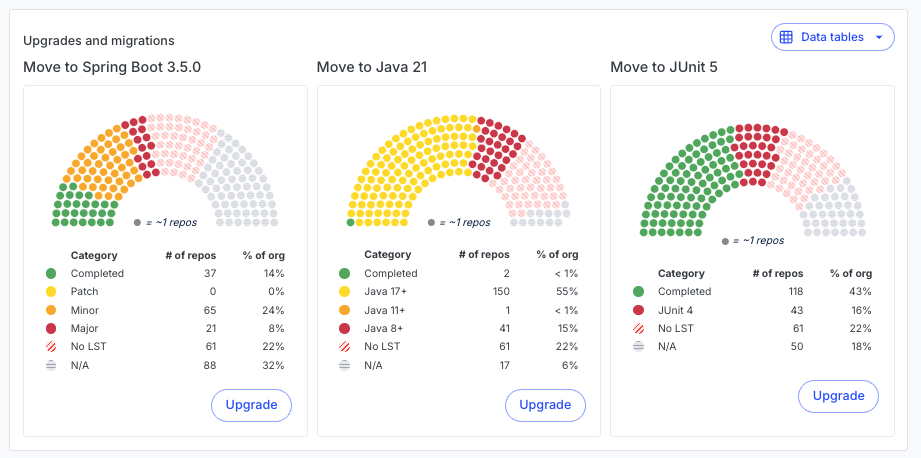 Upgrades and migrations
Data tables
Move to Spring Boot 3.5.0
= ~1 repos
Category # of repos % of org
Completed 37 14%
Patch 0 0%
Minor 65 24%
Major 21 8%
No LST 61 22%
N/A 88 32%
Upgrade
Move to Java 21
= ~1 repos
Category # of repos % of org
Completed 2 < 1%
Java 17+ 150 55%
Java 11+ 1 < 1%
Java 8+ 41 15%
No LST 61 22%
N/A 17 6%
Upgrade
Move to JUnit 5
= ~1 repos
Category # of repos % of org
Completed 118 43%
JUnit 4 43 16%
No LST 61 22%
N/A 50 18%
Upgrade